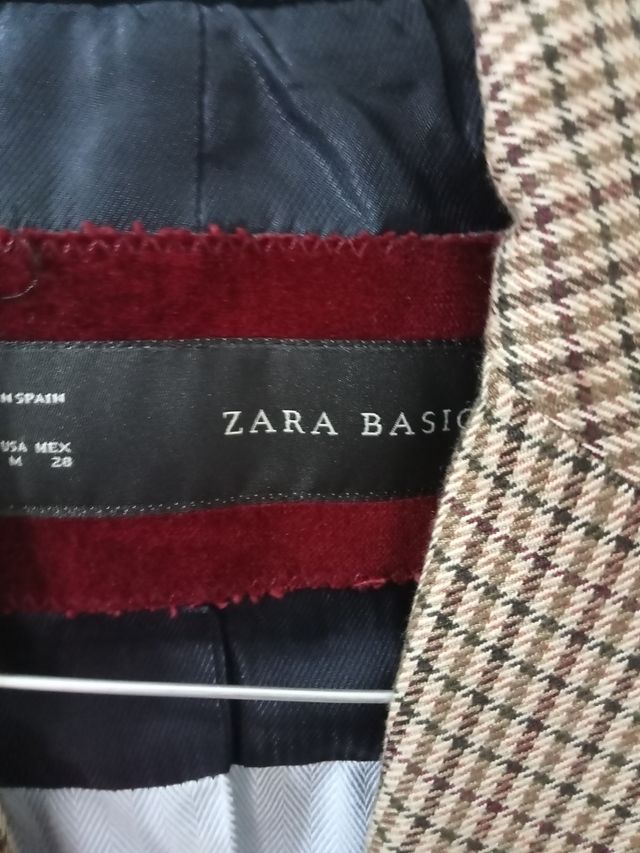 N SPAIN
USA MEX
M 28
ZARA BASIC